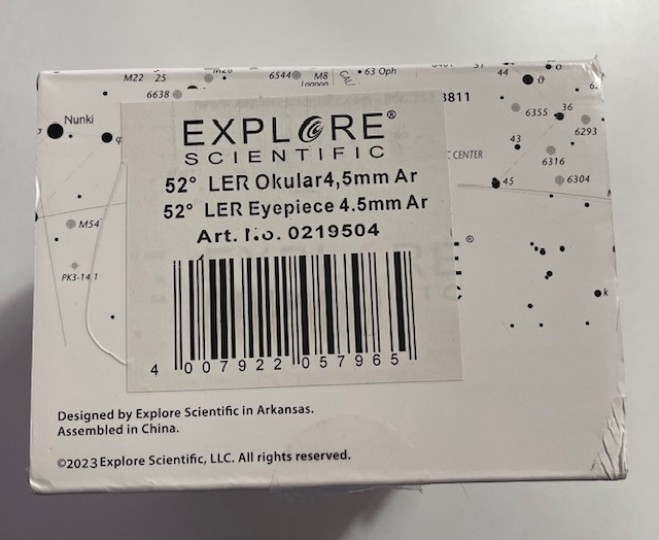 M22 25 6544 M8 63 Oph 44 ϑ
Lagoon
6638 3811 6355 36
Nunki φ 6293
43
C CENTER 6316
45 6304
M54
PK3-14 1
k
EXPLORE®
SCIENTIFIC
52° LER Okular4,5mm Ar
52° LER Eyepiece 4.5mm Ar
Art. No. 0219504
®
4 007922 057965
Designed by Explore Scientific in Arkansas.
Assembled in China.
©2023 Explore Scientific, LLC. All rights reserved.